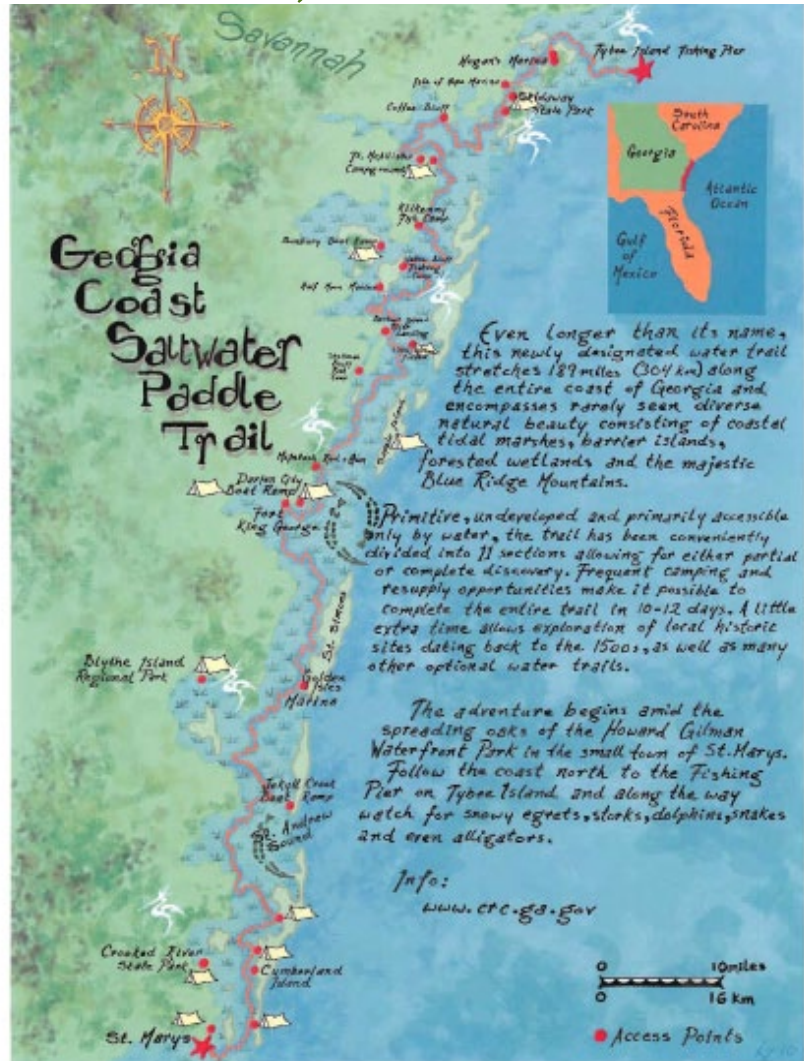 Savannah
N
Tybee Island Fishing Pier
Hogan's Marina
Isle of Hope Marina
Skidaway
State Park
Coffee Bluff
Ft. McAllister
Campground
Kilkenny
Fish Camp
Sunbury Boat Ramp
Fishing
Half Moon Marina
South
Carolina
Georgia
Atlantic
Ocean
Florida
Gulf
of
Mexico
Georgia
Coast
Saltwater
Paddle
Trail
Even longer than its name,
this newly designated water trail
stretches 189 miles (304 km) along
the entire coast of Georgia and
encompasses rarely seen diverse
natural beauty consisting of coastal
tidal marshes, barrier islands,
forested wetlands and the majestic
Blue Ridge Mountains.
Sapelo Island
McIntosh Rod & Gun
Darien City
Boat Ramp
Fort
King George
Primitive, undeveloped and primarily accessible
only by water, the trail has been conveniently
divided into 11 sections allowing for either partial
or complete discovery. Frequent camping and
resupply opportunities make it possible to
complete the entire trail in 10-12 days. A little
extra time allows exploration of local historic
sites dating back to the 1500s, as well as many
other optional water trails.
St. Simons
Blythe Island
Regional Park
Golden
Isles
Marina
The adventure begins amid the
spreading oaks of the Howard Gilman
Waterfront Park in the small town of St. Marys.
Follow the coast north to the Fishing
Pier on Tybee Island and along the way
watch for snowy egrets, storks, dolphins, snakes
and even alligators.
Jekyll Creek
Boat Ramp
St. Andrew
Sound
Info:
www.crc.ga.gov
Crooked River
State Park
Cumberland
Island
St. Marys
0 10miles
0 16 km
Access Points